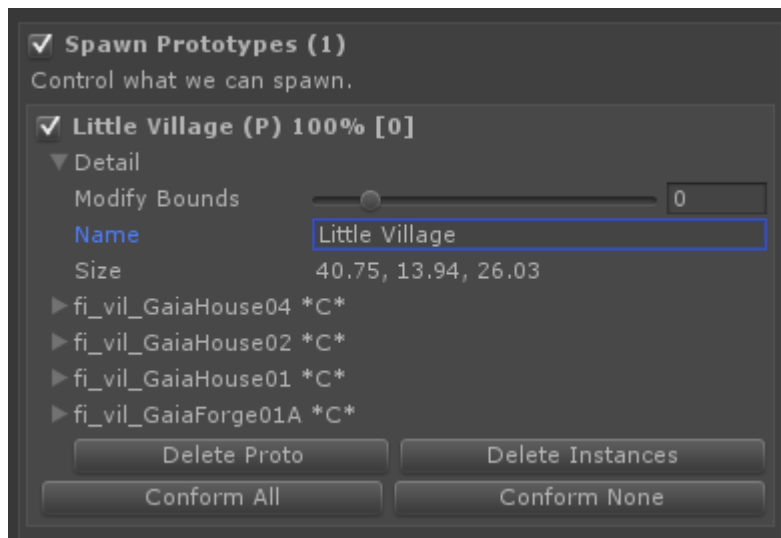 Spawn Prototypes (1)
Control what we can spawn.
Little Village (P) 100% [0]
Detail
Modify Bounds 0
Name Little Village
Size 40.75, 13.94, 26.03
fi_vil_GaiaHouse04 *C*
fi_vil_GaiaHouse02 *C*
fi_vil_GaiaHouse01 *C*
fi_vil_GaiaForge01A *C*
Delete Proto Delete Instances
Conform All Conform None